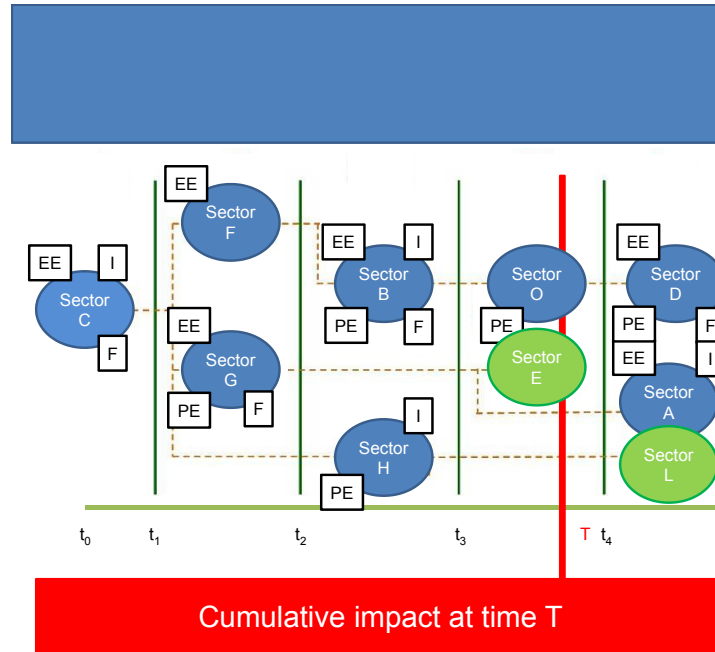 EE
Sector
F
EE
I
Sector
C
F
EE
I
Sector
B
PE
F
Sector
O
PE
EE
Sector
D
PE
F
EE
Sector
G
PE
F
Sector
E
EE
I
Sector
A
I
Sector
H
PE
Sector
L
t0
t1
t2
t3
T
t4
Cumulative impact at time T